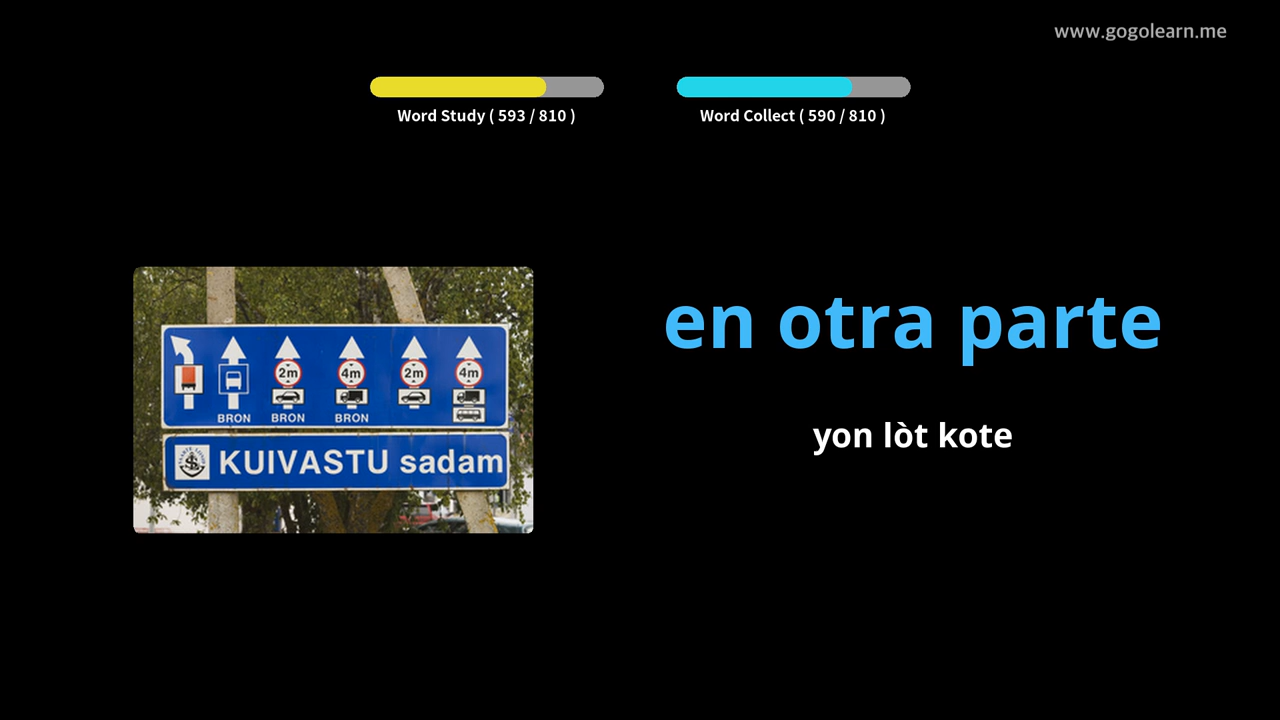 www.gogolearn.me
Word Study ( 593 / 810 )
Word Collect ( 590 / 810 )
en otra parte
yon lòt kote
2m 4m 2m 4m
BRON BRON BRON
KUIVASTU sadam